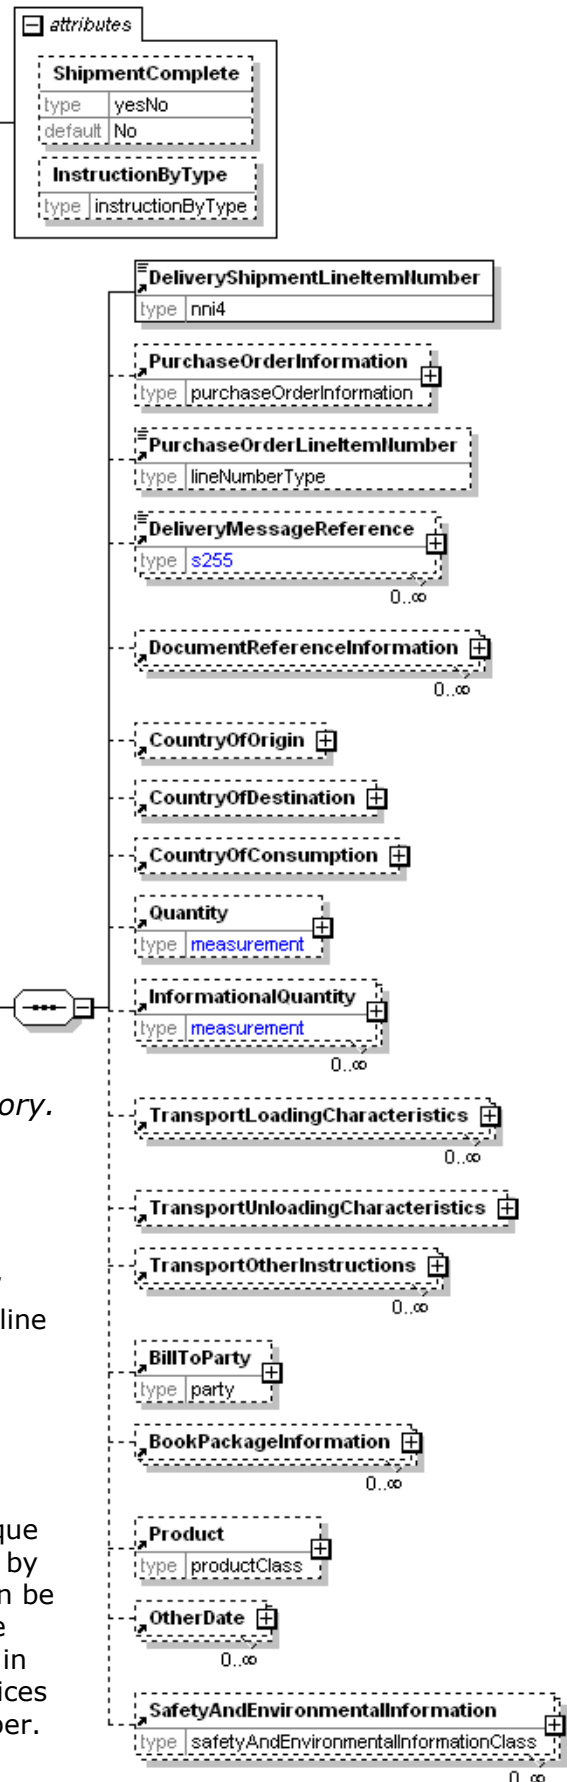 attributes
ShipmentComplete
type yesNo
default No
InstructionByType
type instructionByType
DeliveryShipmentLineItemNumber
type nni4
PurchaseOrderInformation
type purchaseOrderInformation
PurchaseOrderLineItemNumber
type lineNumberType
DeliveryMessageReference
type s255
0..∞
DocumentReferenceInformation
0..∞
CountryOfOrigin
CountryOfDestination
CountryOfConsumption
Quantity
type measurement
InformationalQuantity
type measurement
0..∞
ory.
TransportLoadingCharacteristics
0..∞
TransportUnloadingCharacteristics
TransportOtherInstructions
0..∞
line
BillToParty
type party
BookPackageInformation
0..∞
que
Product
by
type productClass
n be
e
OtherDate
in
0..∞
ices
ber.
SafetyAndEnvironmentalInformation
type safetyAndEnvironmentalInformationClass
0..∞